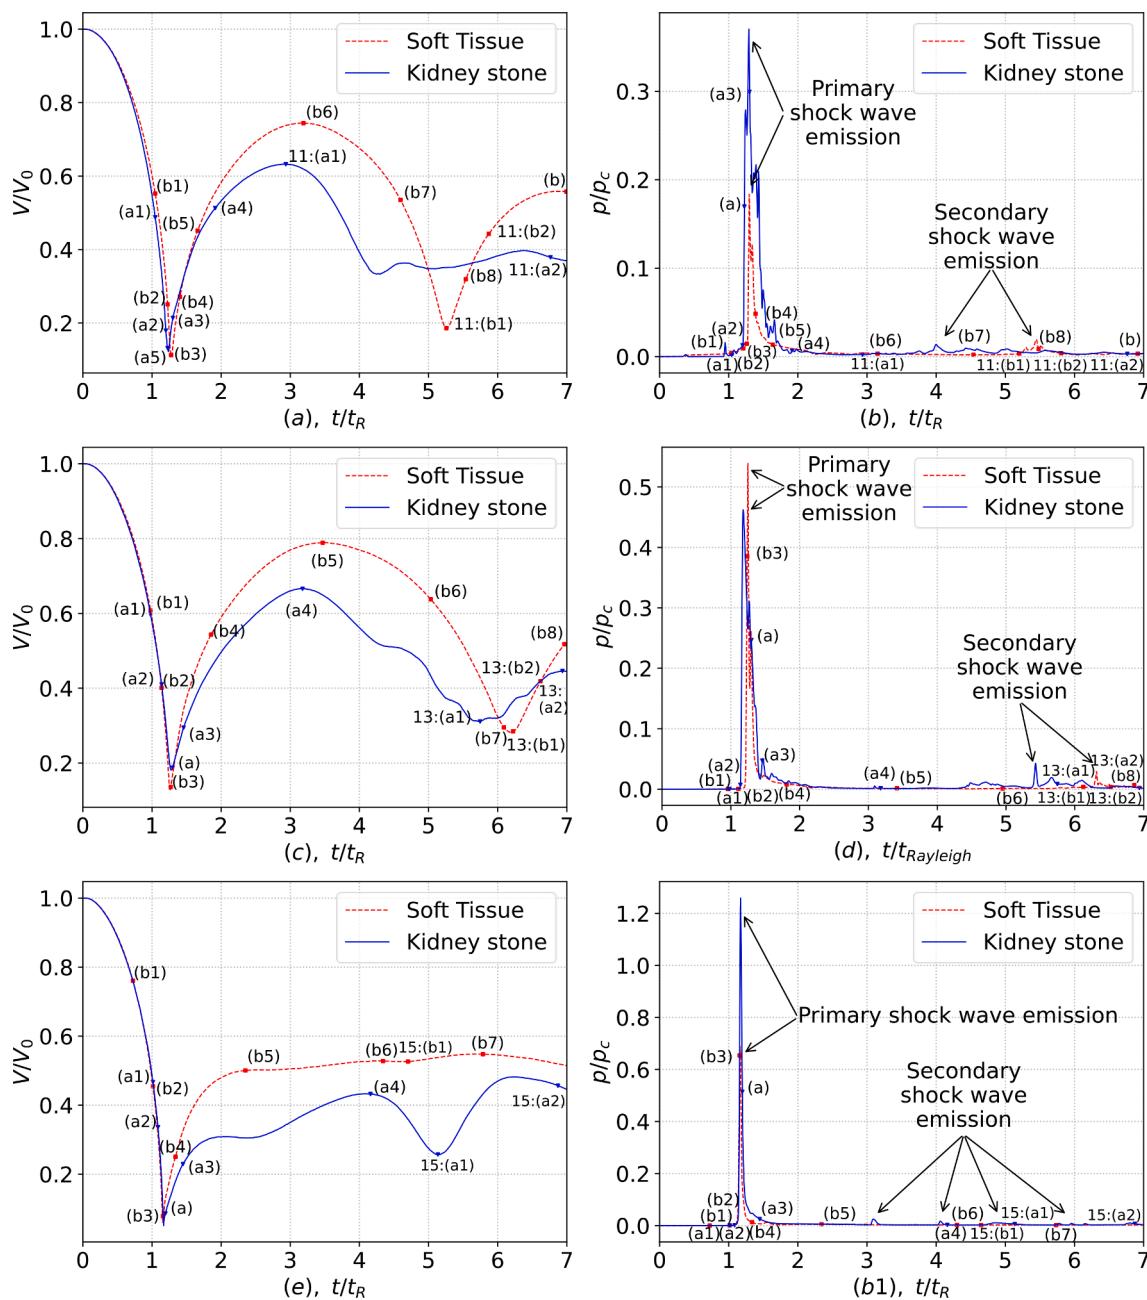 V/V0
1.0
0.8
0.6
0.4
0.2
Soft Tissue
Kidney stone
(b6)
11:(a1)
(b1)
(a1)
(b5)
(a4)
(b7)
(b)
11:(b2)
11:(a2)
(b8)
(b2)
(b4)
(a2)
(a3)
(a5)
(b3)
11:(b1)
0 1 2 3 4 5 6 7
(a), t/tR
p/pc
0.3
0.2
0.1
0.0
Soft Tissue
Kidney stone
Primary
shock wave
emission
(a3)
(a)
Secondary
shock wave
emission
(a2)
(b1)
(b4)
(b5)
(b3)
(a4)
(b6)
(b7)
(b8)
(b)
(a1)
(b2)
11:(a1)
11:(b1)
11:(b2)
11:(a2)
0 1 2 3 4 5 6 7
(b), t/tR
V/V0
1.0
0.8
0.6
0.4
0.2
Soft Tissue
Kidney stone
(b5)
(a1)
(b1)
(a4)
(b6)
(b4)
(b8)
(a2)
(b2)
13:(b2)
13:
(a2)
(a3)
13:(a1)
(b7)
13:(b1)
(a)
(b3)
0 1 2 3 4 5 6 7
(c), t/tR
p/pc
0.5
0.4
0.3
0.2
0.1
0.0
Primary
shock wave
emission
Soft Tissue
Kidney stone
(b3)
(a)
Secondary
shock wave
emission
(a2)
(a3)
(b1)
(a4)
(b5)
13:(a1)
13:(a2)
(b8)
(a1)
(b2)
(b4)
(b6)
13:(b1)
13:(b2)
0 1 2 3 4 5 6 7
(d), t/tRayleigh
V/V0
1.0
0.8
0.6
0.4
0.2
Soft Tissue
Kidney stone
(b1)
(b5)
(b6)
15:(b1)
(b7)
(a1)
(b2)
(a4)
15:(a2)
(a2)
(b4)
(a3)
15:(a1)
(b3)
(a)
0 1 2 3 4 5 6 7
(e), t/tR
p/pc
1.2
1.0
0.8
0.6
0.4
0.2
0.0
Soft Tissue
Kidney stone
Primary shock wave emission
(b3)
(a)
Secondary
shock wave
emission
(b2)
(b1)
(a3)
(b5)
(b6)
15:(a1)
15:(a2)
(a1)
(a2)
(b4)
(a4)
15:(b1)
(b7)
0 1 2 3 4 5 6 7
(b1), t/tR